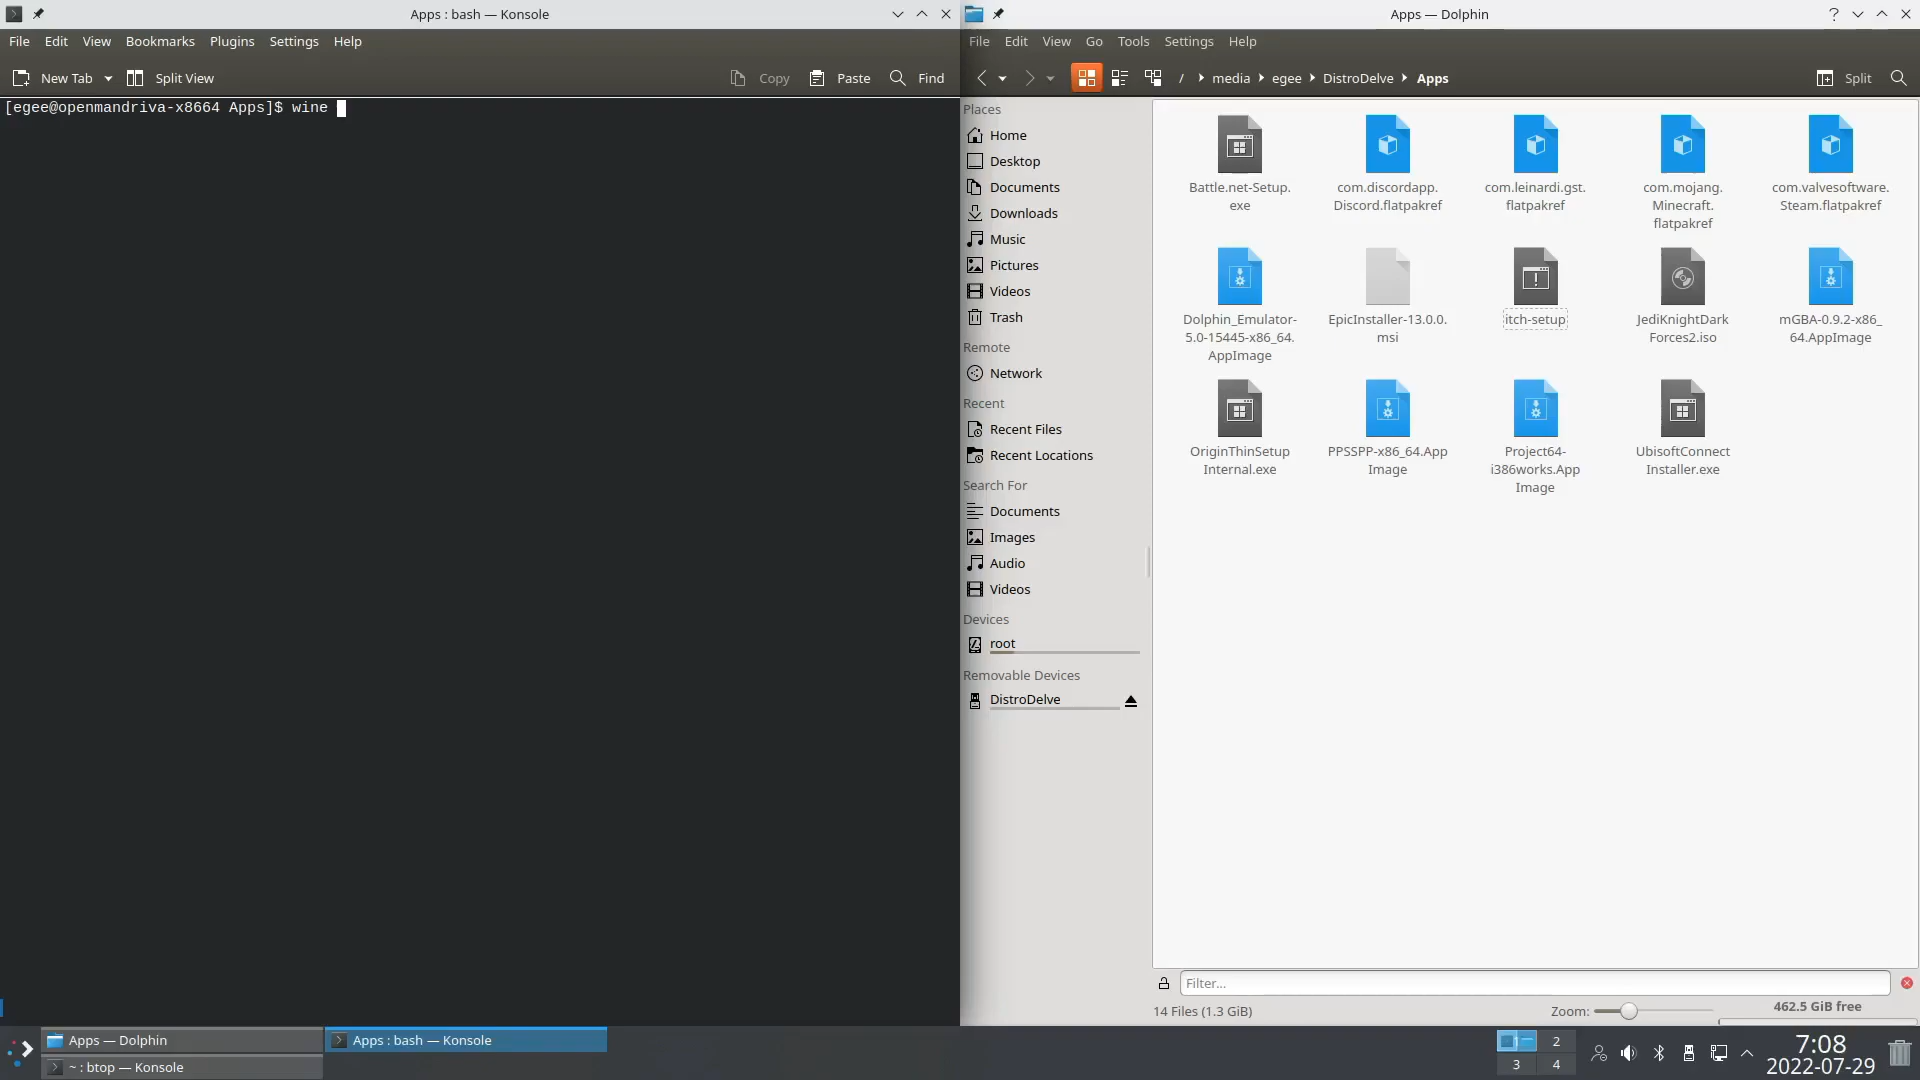 Apps : bash — Konsole
File Edit View Bookmarks Plugins Settings Help
New Tab Split View Copy Paste Find
[egee@openmandriva-x8664 Apps]$ wine
Apps — Dolphin
?
File Edit View Go Tools Settings Help
/ media egee DistroDelve Apps Split
Places
Home
Desktop
Documents
Downloads
Music
Pictures
Videos
Trash
Remote
Network
Recent
Recent Files
Recent Locations
Search For
Documents
Images
Audio
Videos
Devices
root
Removable Devices
DistroDelve
Battle.net-Setup.
exe
com.discordapp.
Discord.flatpakref
com.leinardi.gst.
flatpakref
com.mojang.
Minecraft.
flatpakref
com.valvesoftware.
Steam.flatpakref
Dolphin_Emulator-
5.0-15445-x86_64.
AppImage
EpicInstaller-13.0.0.
msi
itch-setup
JediKnightDark
Forces2.iso
mGBA-0.9.2-x86_
64.AppImage
OriginThinSetup
Internal.exe
PPSSPP-x86_64.App
Image
Project64-
i386works.App
Image
UbisoftConnect
Installer.exe
Filter...
14 Files (1.3 GiB)
Zoom:
462.5 GiB free
Apps — Dolphin
Apps : bash — Konsole
~ : btop — Konsole
1 2
3 4
7:08
2022-07-29